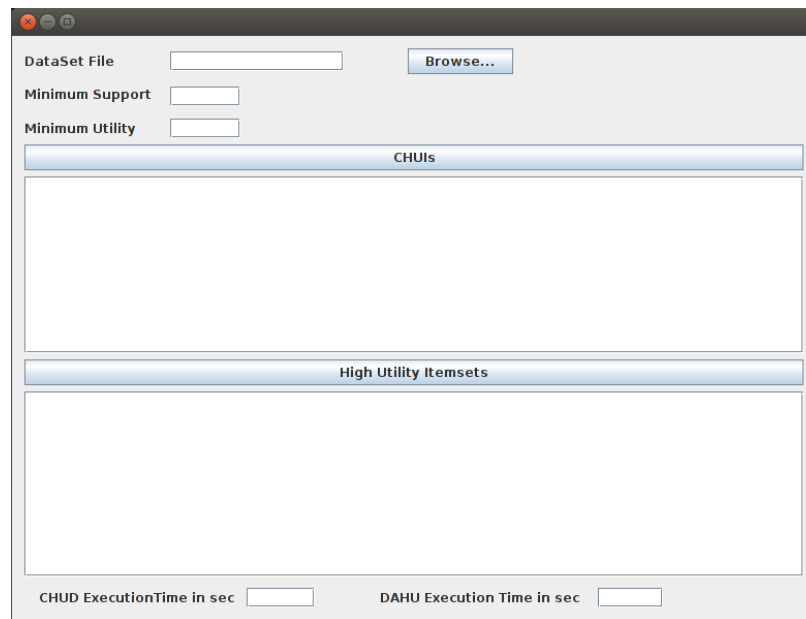 DataSet File Browse...
Minimum Support
Minimum Utility
CHUIs
High Utility Itemsets
CHUD ExecutionTime in sec DAHU Execution Time in sec